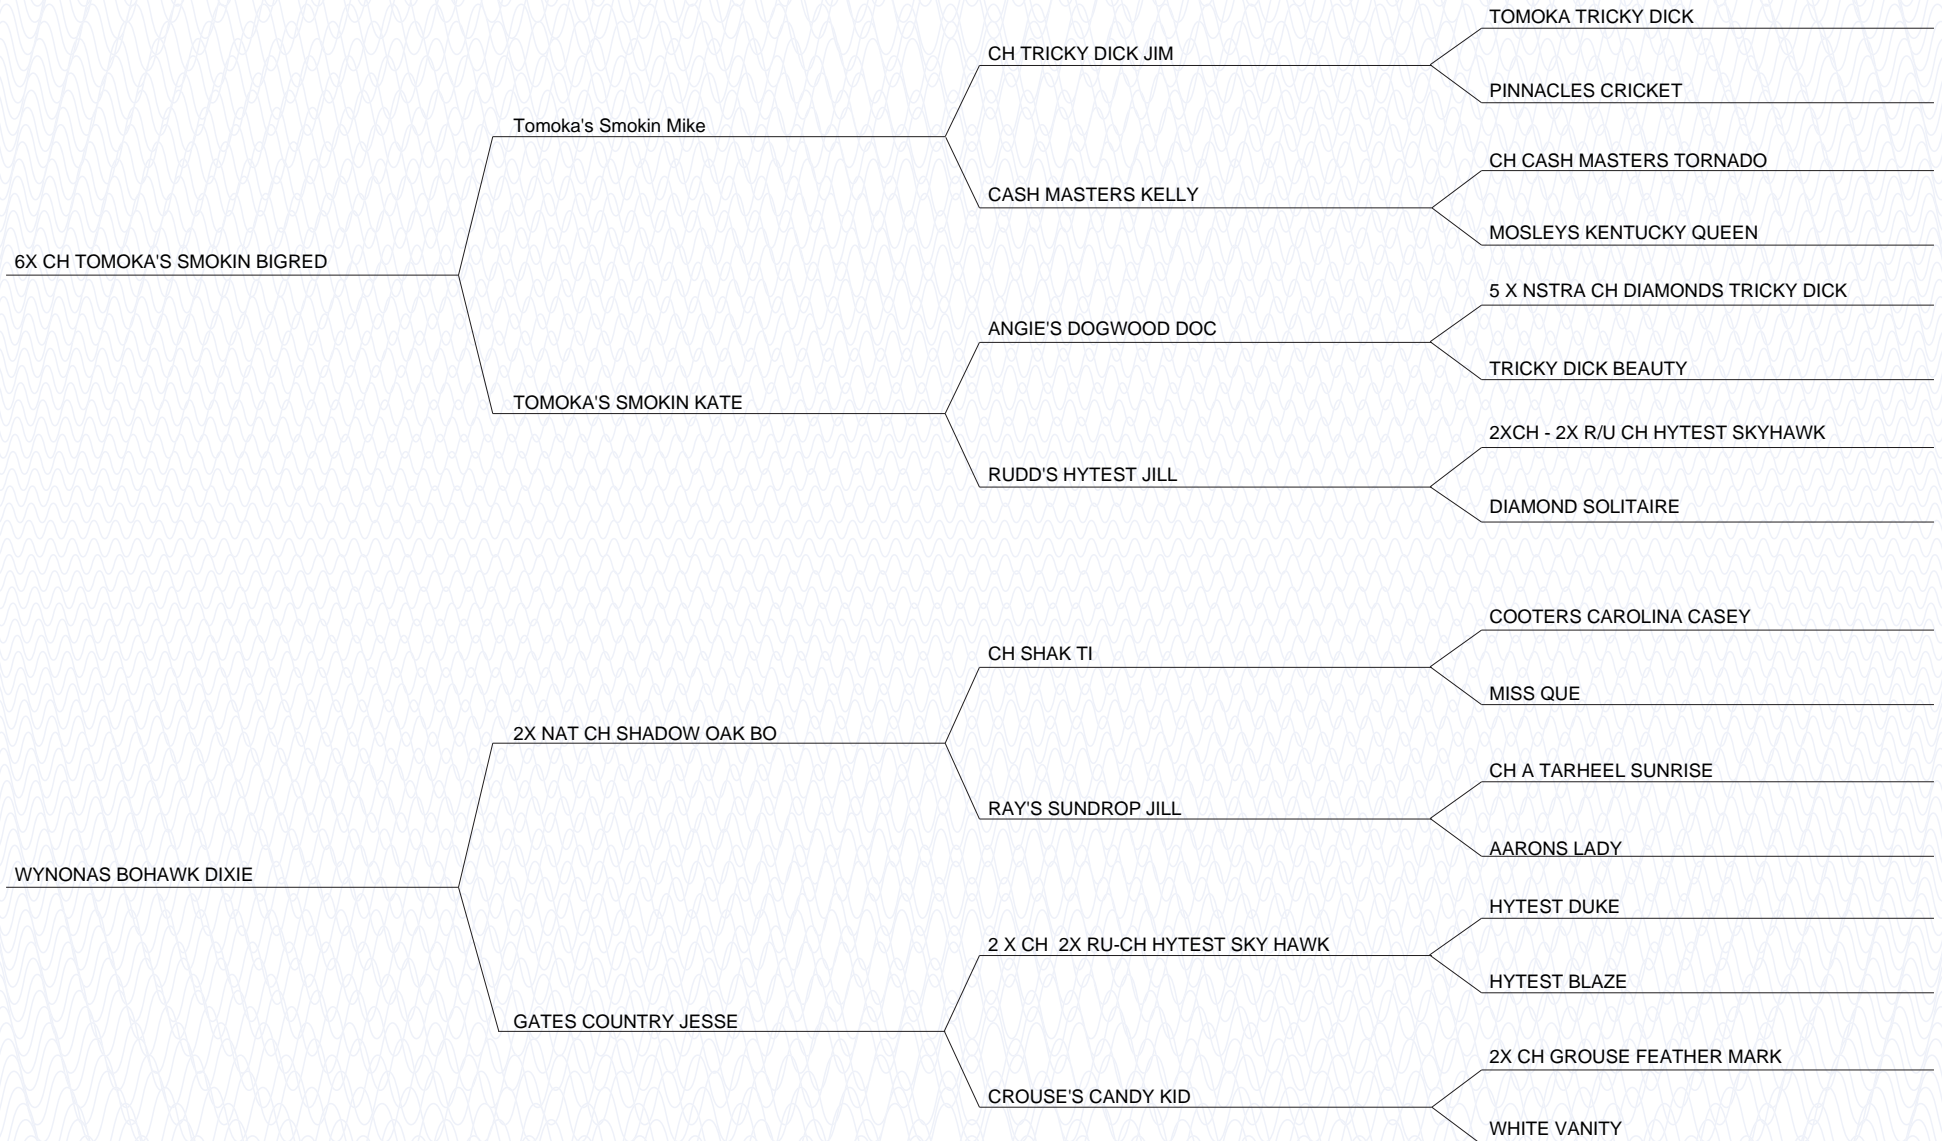 TOMOKA TRICKY DICK
CH TRICKY DICK JIM
PINNACLES CRICKET
Tomoka's Smokin Mike
CH CASH MASTERS TORNADO
CASH MASTERS KELLY
MOSLEYS KENTUCKY QUEEN
6X CH TOMOKA'S SMOKIN BIGRED
5 X NSTRA CH DIAMONDS TRICKY DICK
ANGIE'S DOGWOOD DOC
TRICKY DICK BEAUTY
TOMOKA'S SMOKIN KATE
2XCH - 2X R/U CH HYTEST SKYHAWK
RUDD'S HYTEST JILL
DIAMOND SOLITAIRE
COOTERS CAROLINA CASEY
CH SHAK TI
MISS QUE
2X NAT CH SHADOW OAK BO
CH A TARHEEL SUNRISE
RAY'S SUNDROP JILL
AARONS LADY
WYNONAS BOHAWK DIXIE
HYTEST DUKE
2 X CH  2X RU-CH HYTEST SKY HAWK
HYTEST BLAZE
GATES COUNTRY JESSE
2X CH GROUSE FEATHER MARK
CROUSE'S CANDY KID
WHITE VANITY